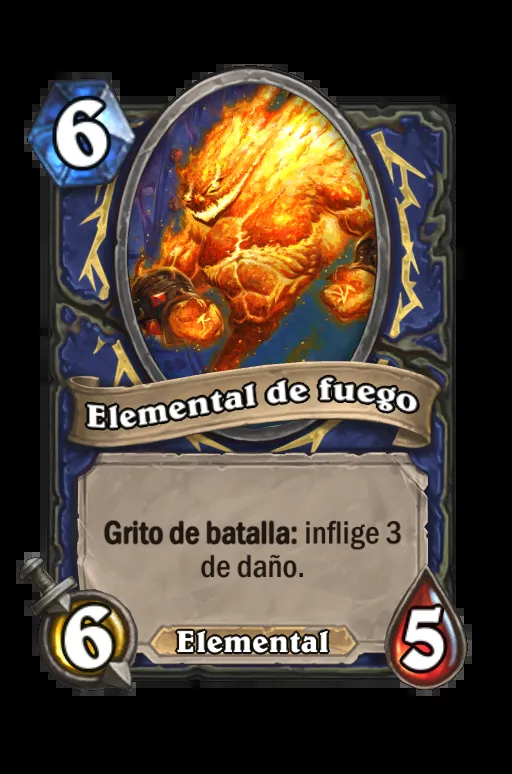 6
Elemental de fuego
Grito de batalla: inflige 3
de daño.
6
Elemental
5